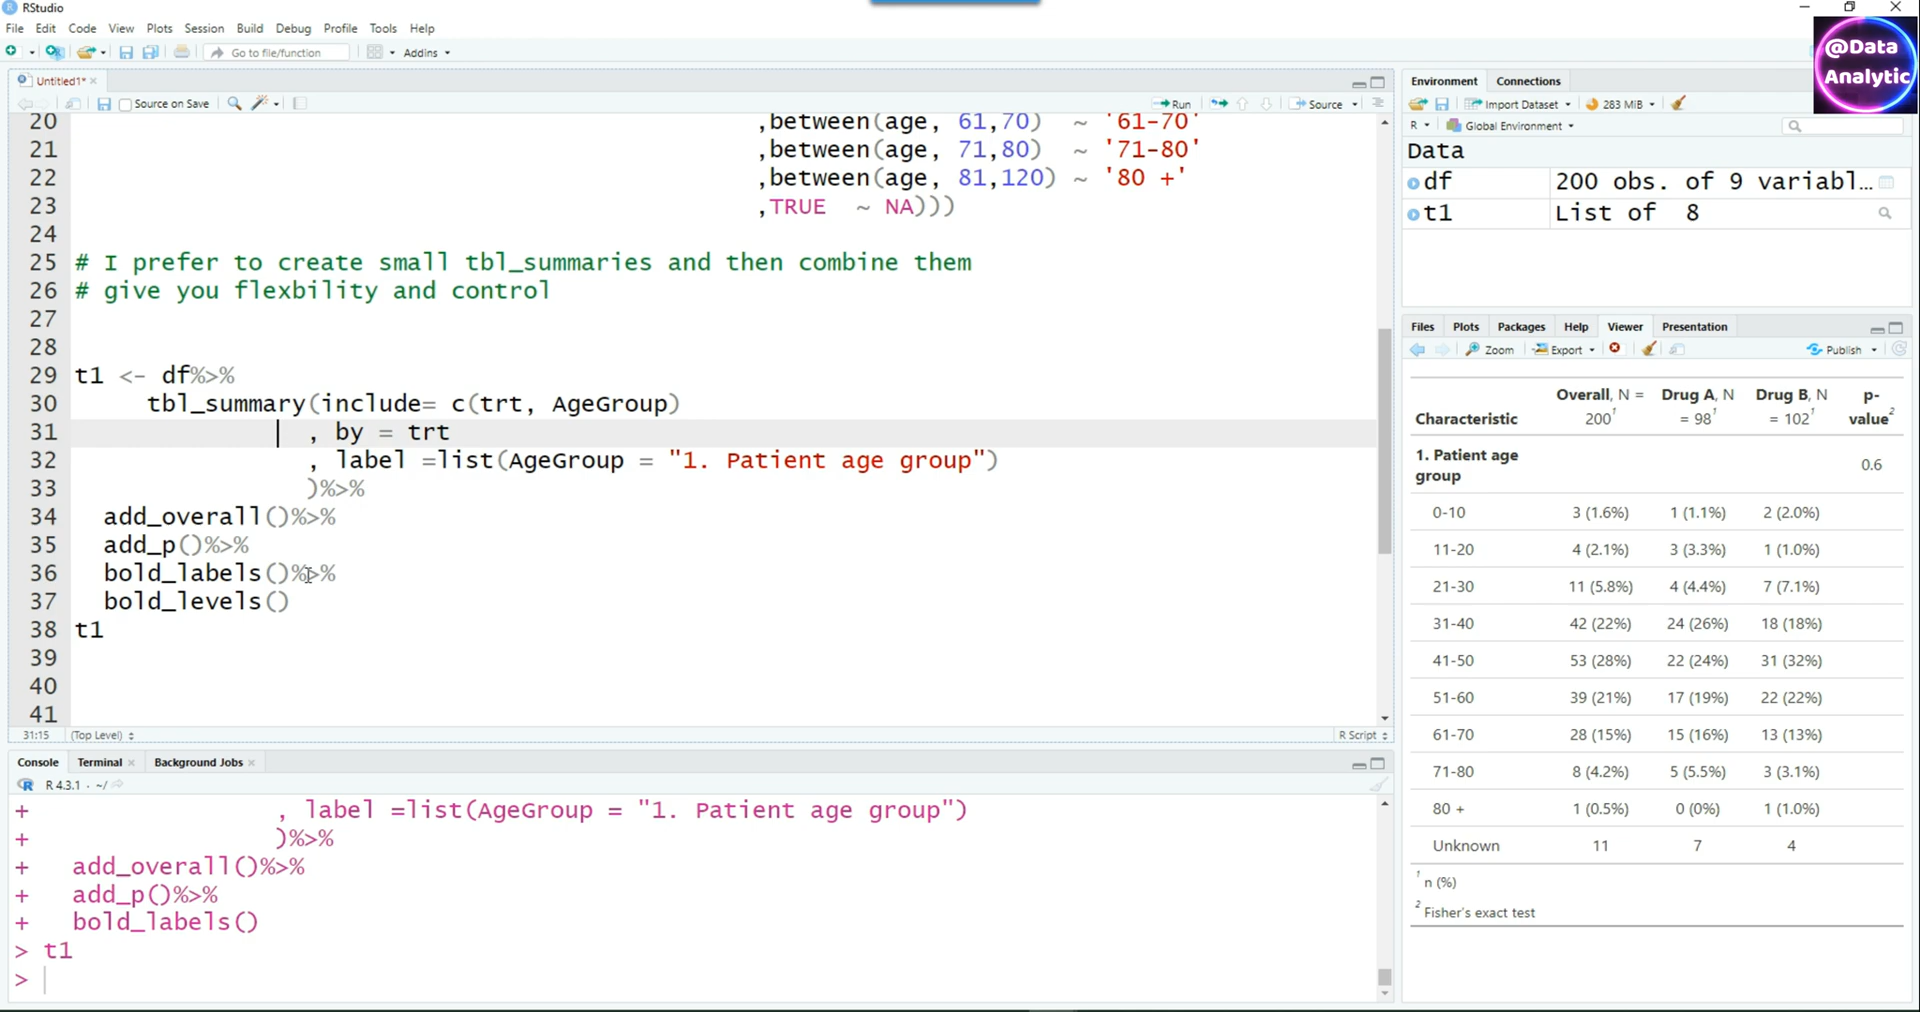 RStudio
File Edit Code View Plots Session Build Debug Profile Tools Help
Go to file/function Addins
@Data
Analytic
Untitled1*
Source on Save Run Source
20 ,between(age, 61,70) ~ '61-70'
21 ,between(age, 71,80) ~ '71-80'
22 ,between(age, 81,120) ~ '80 +'
23 ,TRUE ~ NA)))
24
25 # I prefer to create small tbl_summaries and then combine them
26 # give you flexbility and control
27
28
29 t1 <- df%>%
30 tbl_summary(include= c(trt, AgeGroup)
31 , by = trt
32 , label =list(AgeGroup = "1. Patient age group")
33 )%>%
34 add_overall()%>%
35 add_p()%>%
36 bold_labels()%>%
37 bold_levels()
38 t1
39
40
41
31:15 (Top Level) R Script
Console Terminal Background Jobs
R 4.3.1 · ~/
+ , label =list(AgeGroup = "1. Patient age group")
+ )%>%
+ add_overall()%>%
+ add_p()%>%
+ bold_labels()
> t1
>
Environment Connections
Import Dataset 283 MiB
R Global Environment
Data
df 200 obs. of 9 variabl...
t1 List of 8
Files Plots Packages Help Viewer Presentation
Zoom Export Publish
Characteristic Overall, N = 200¹ Drug A, N = 98¹ Drug B, N = 102¹ p-value²
1. Patient age group 0.6
0-10 3 (1.6%) 1 (1.1%) 2 (2.0%)
11-20 4 (2.1%) 3 (3.3%) 1 (1.0%)
21-30 11 (5.8%) 4 (4.4%) 7 (7.1%)
31-40 42 (22%) 24 (26%) 18 (18%)
41-50 53 (28%) 22 (24%) 31 (32%)
51-60 39 (21%) 17 (19%) 22 (22%)
61-70 28 (15%) 15 (16%) 13 (13%)
71-80 8 (4.2%) 5 (5.5%) 3 (3.1%)
80 + 1 (0.5%) 0 (0%) 1 (1.0%)
Unknown 11 7 4
¹ n (%)
² Fisher's exact test